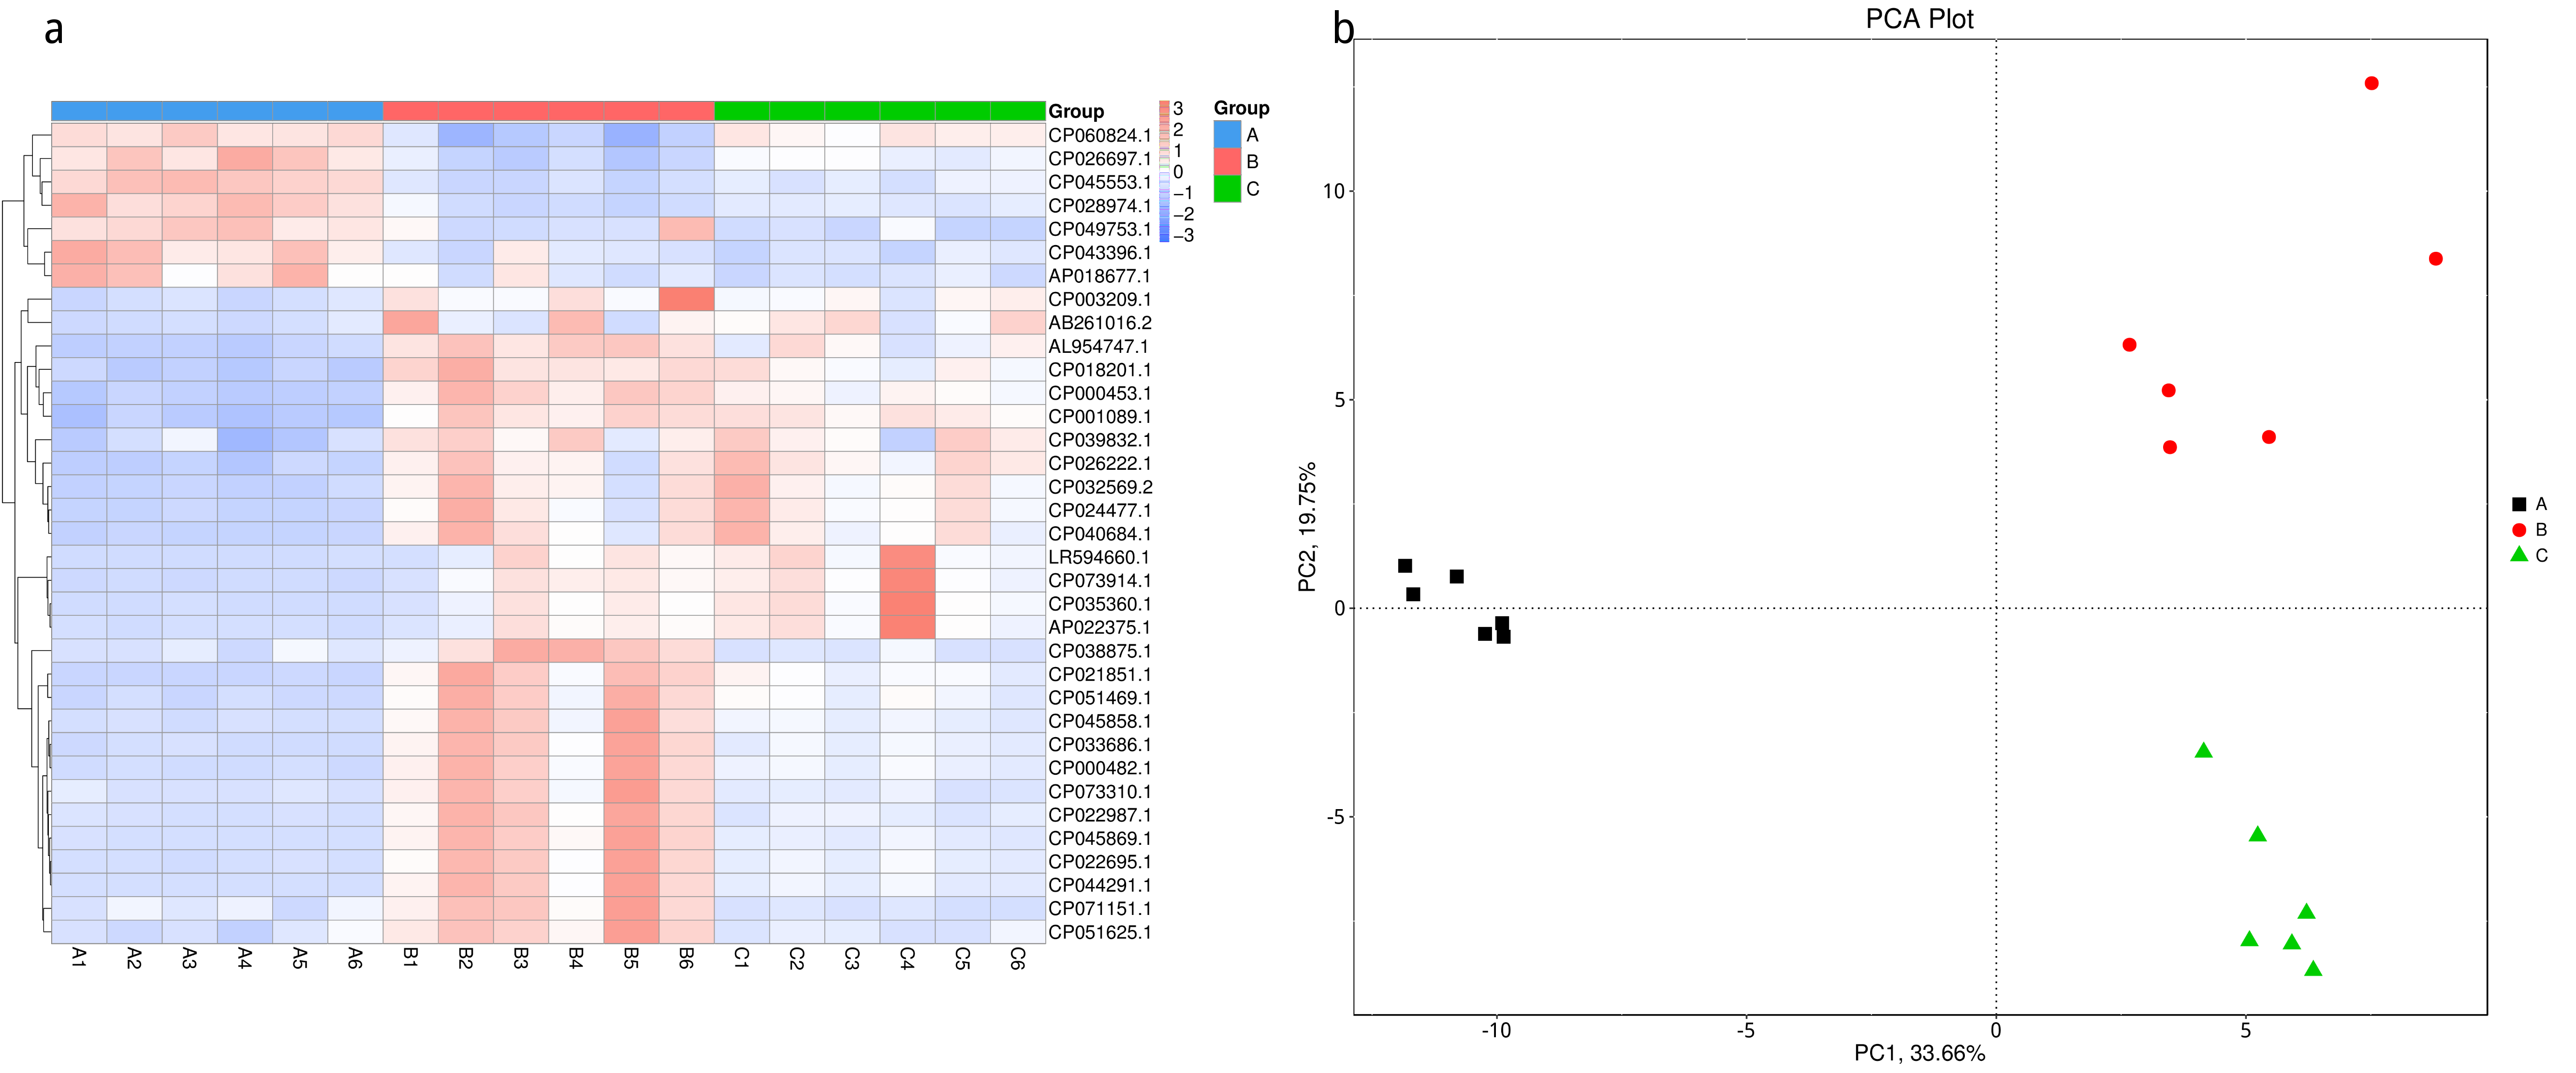 a
Group
CP060824.1
CP026697.1
CP045553.1
CP028974.1
CP049753.1
CP043396.1
AP018677.1
CP003209.1
AB261016.2
AL954747.1
CP018201.1
CP000453.1
CP001089.1
CP039832.1
CP026222.1
CP032569.2
CP024477.1
CP040684.1
LR594660.1
CP073914.1
CP035360.1
AP022375.1
CP038875.1
CP021851.1
CP051469.1
CP045858.1
CP033686.1
CP000482.1
CP073310.1
CP022987.1
CP045869.1
CP022695.1
CP044291.1
CP071151.1
CP051625.1
A1 A2 A3 A4 A5 A6 B1 B2 B3 B4 B5 B6 C1 C2 C3 C4 C5 C6
3
2
1
0
−1
−2
−3
Group
A
B
C
b
PCA Plot
PC2, 19.75%
10
5
0
-5
-10 -5 0 5
PC1, 33.66%
A
B
C